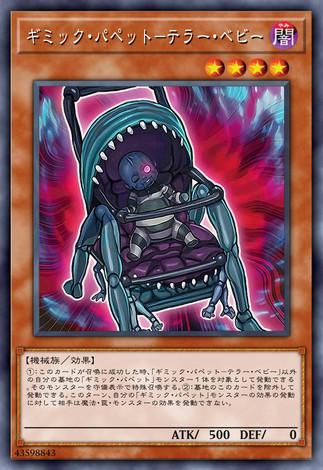 ギミック・パペット－テラー・ベビー
やみ
闇
【機械族／効果】
①：このカードが召喚に成功した時、「ギミック・パペット－テラー・ベビー」以外
の自分の墓地の「ギミック・パペット」モンスター１体を対象として発動できる。
そのモンスターを守備表示で特殊召喚する。②：墓地のこのカードを除外して
発動できる。このターン、自分の「ギミック・パペット」モンスターの効果の発動
に対して相手は魔法・罠・モンスターの効果を発動できない。
ATK/ 500 DEF/ 0
43598843